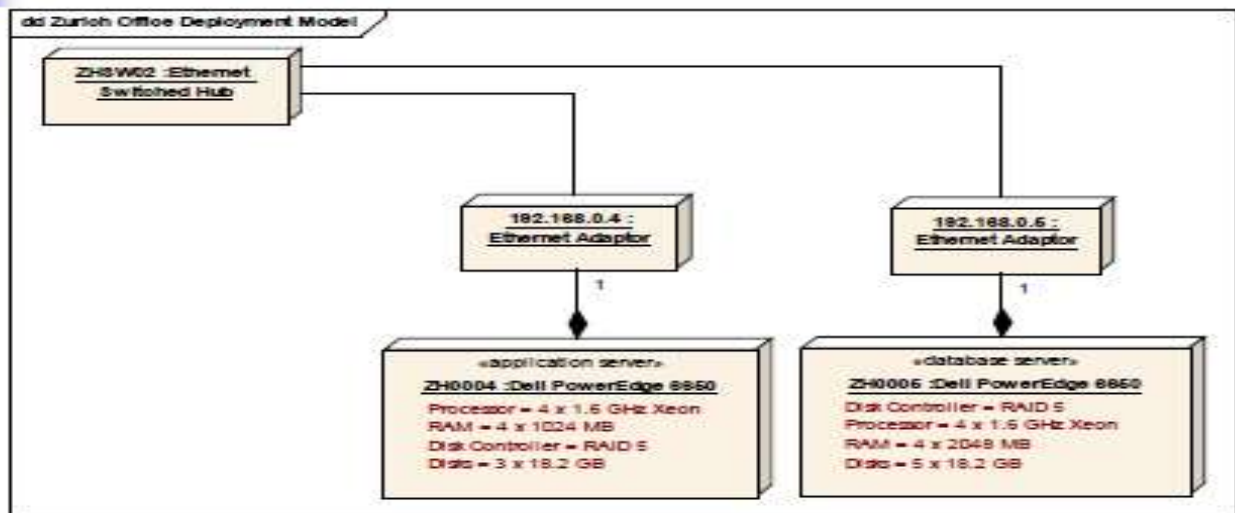 dd Zurich Office Deployment Model
ZHSW02 :Ethernet
Switched Hub
192.168.0.4 :
Ethernet Adaptor
1
«application server»
ZH0004 :Dell PowerEdge 6650
Processor = 4 x 1.6 GHz Xeon
RAM = 4 x 1024 MB
Disk Controller = RAID 5
Disks = 3 x 18.2 GB
192.168.0.5 :
Ethernet Adaptor
1
«database server»
ZH0005 :Dell PowerEdge 6650
Disk Controller = RAID 5
Processor = 4 x 1.6 GHz Xeon
RAM = 4 x 2048 MB
Disks = 5 x 18.2 GB